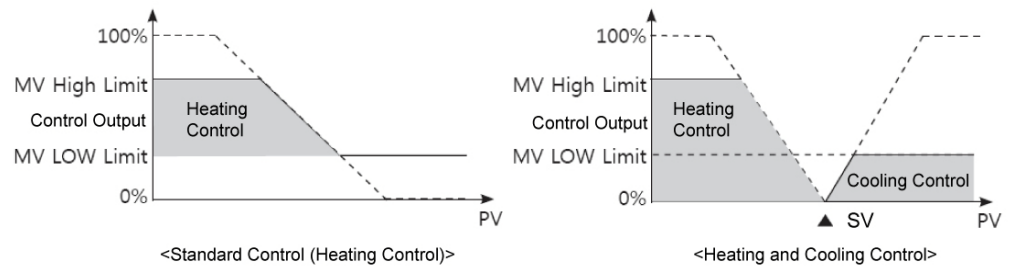 100%
MV High Limit
Heating
Control
Control Output
MV LOW Limit
0%
PV
<Standard Control (Heating Control)>
100%
MV High Limit
Heating
Control
Control Output
MV LOW Limit
Cooling Control
0%
SV
PV
<Heating and Cooling Control>